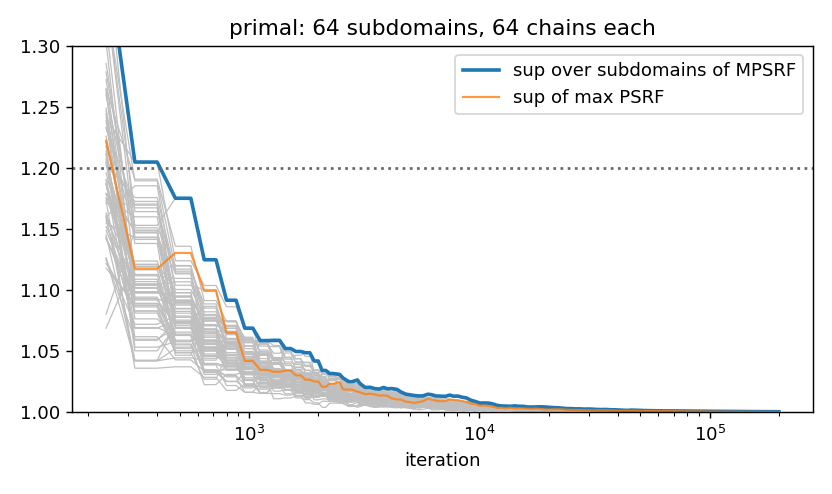 primal: 64 subdomains, 64 chains each
1.30
1.25
1.20
1.15
1.10
1.05
1.00
sup over subdomains of MPSRF
sup of max PSRF
10³
10⁴
10⁵
iteration